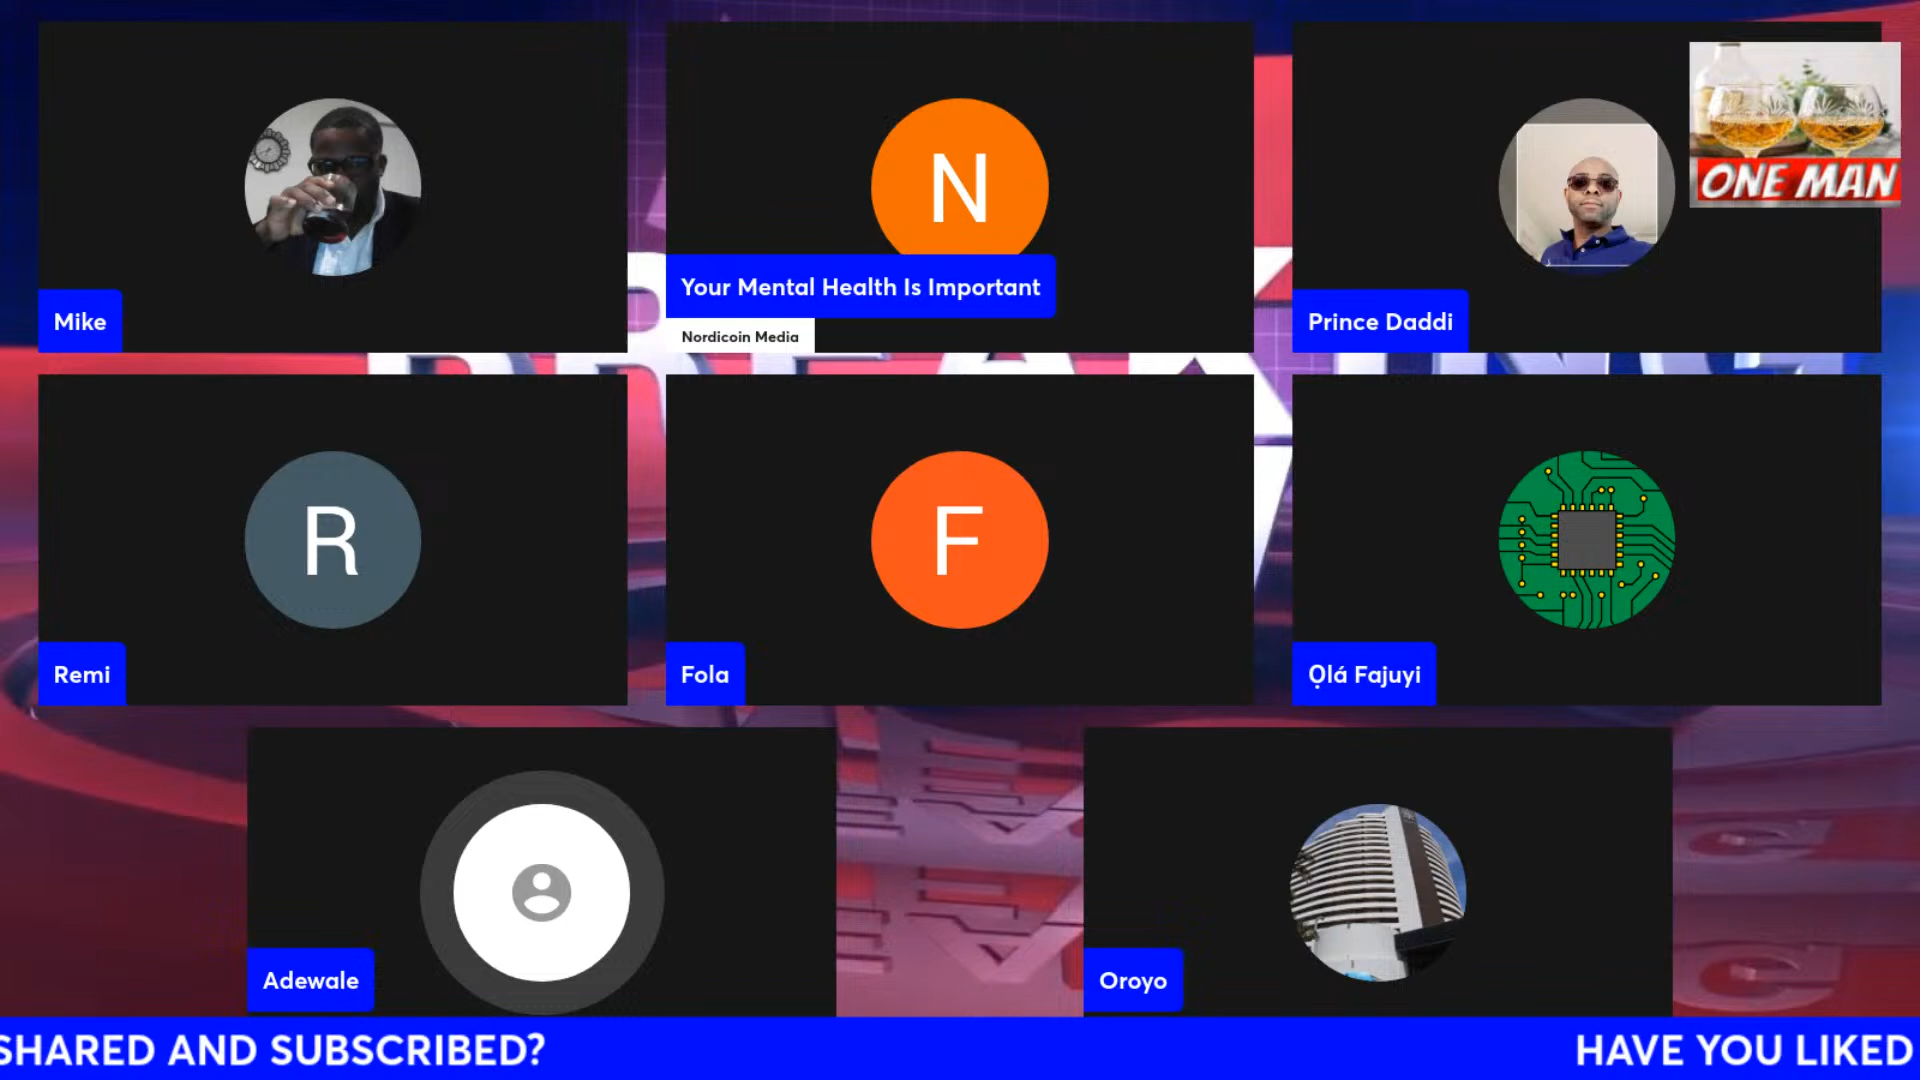 ONE MAN
N
Mike
Your Mental Health Is Important
Nordicoin Media
Prince Daddi
R
F
Remi
Fola
Ọlá Fajuyi
Adewale
Oroyo
SHARED AND SUBSCRIBED?
HAVE YOU LIKED